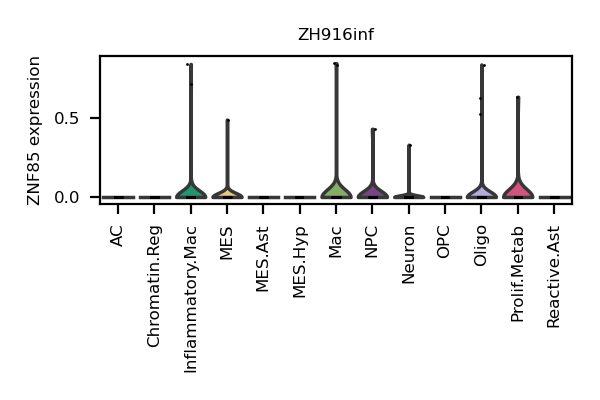 ZH916inf
ZNF85 expression
0.5
0.0
AC
Chromatin.Reg
Inflammatory.Mac
MES
MES.Ast
MES.Hyp
Mac
NPC
Neuron
OPC
Oligo
Prolif.Metab
Reactive.Ast